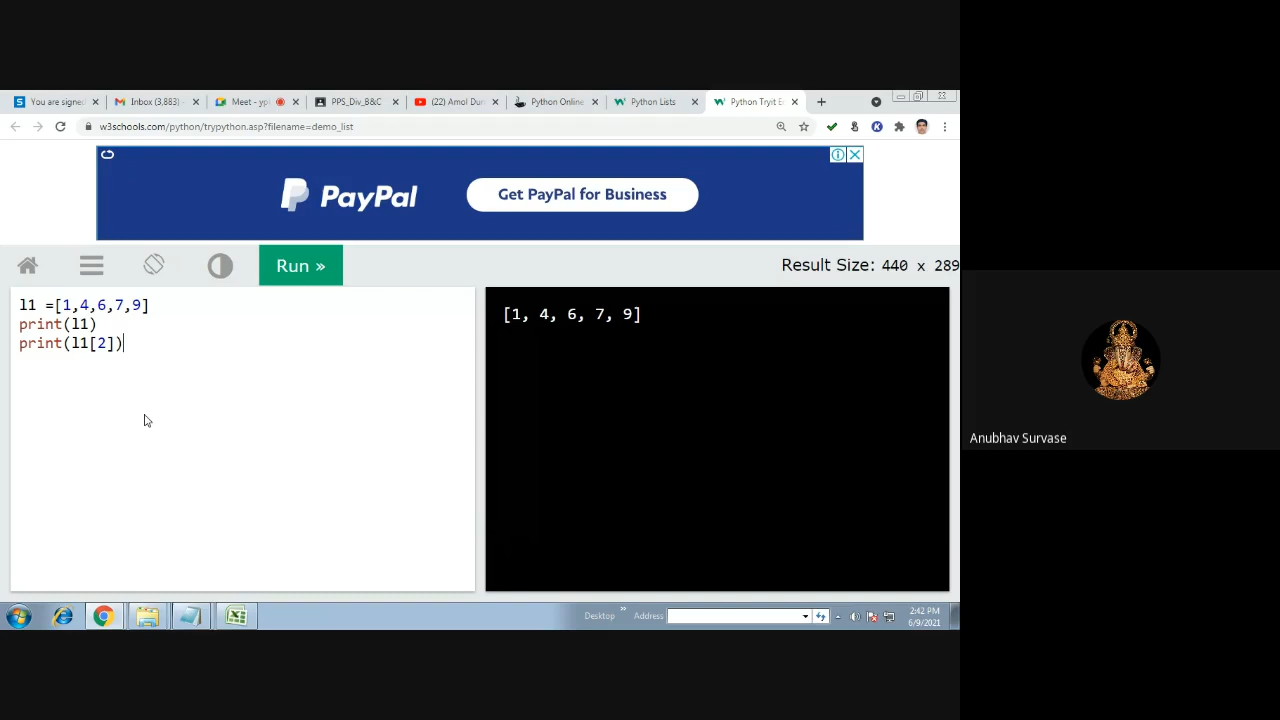 You are signe
Inbox (3,883) -
Meet - yp
PPS_Div_B&C
(22) Amol Dur
Python Online
Python Lists
Python Tryit E
w3schools.com/python/trypython.asp?filename=demo_list
PayPal
Get PayPal for Business
Run »
Result Size: 440 x 289
l1 =[1,4,6,7,9]
print(l1)
print(l1[2])
[1, 4, 6, 7, 9]
Anubhav Survase
Desktop
»
Address
2:42 PM
6/9/2021